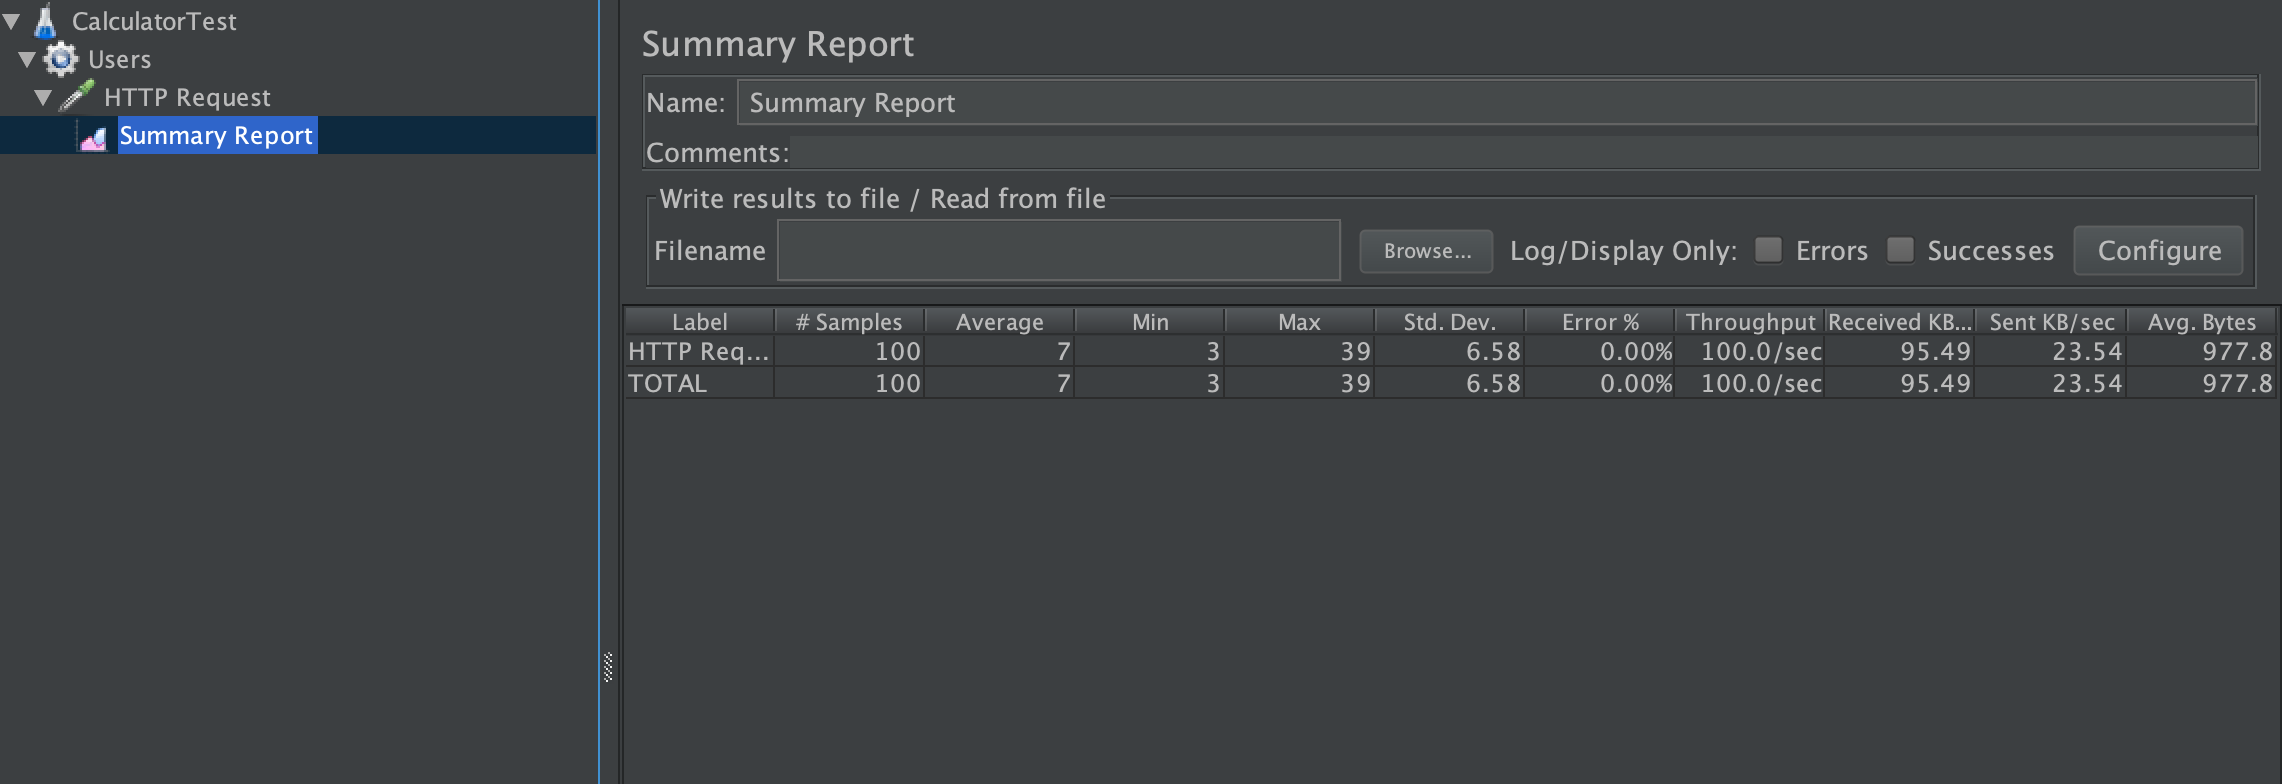 CalculatorTest
Users
HTTP Request
Summary Report
Summary Report
Name: Summary Report
Comments:
Write results to file / Read from file
Filename Browse... Log/Display Only: Errors Successes Configure
Label # Samples Average Min Max Std. Dev. Error % Throughput Received KB... Sent KB/sec Avg. Bytes
HTTP Req... 100 7 3 39 6.58 0.00% 100.0/sec 95.49 23.54 977.8
TOTAL 100 7 3 39 6.58 0.00% 100.0/sec 95.49 23.54 977.8